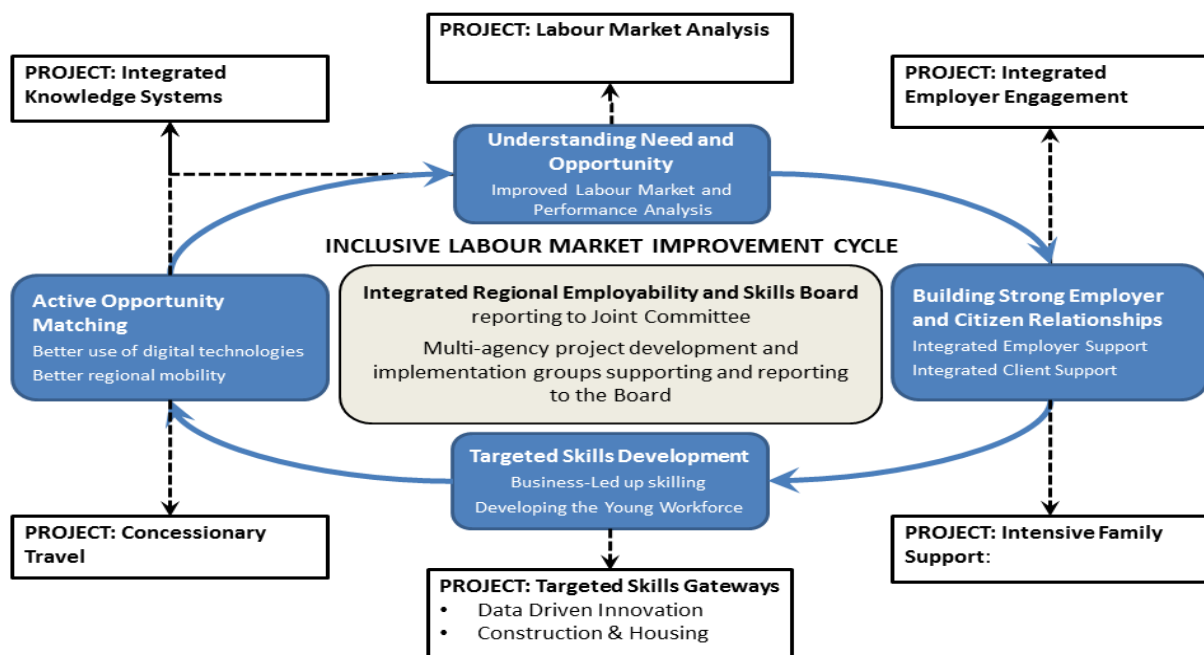 PROJECT: Labour Market Analysis
PROJECT: Integrated
Knowledge Systems
PROJECT: Integrated
Employer Engagement
Understanding Need and
Opportunity
Improved Labour Market and
Performance Analysis
INCLUSIVE LABOUR MARKET IMPROVEMENT CYCLE
Active Opportunity
Matching
Better use of digital technologies
Better regional mobility
Integrated Regional Employability and Skills Board
reporting to Joint Committee
Multi-agency project development and
implementation groups supporting and reporting
to the Board
Building Strong Employer
and Citizen Relationships
Integrated Employer Support
Integrated Client Support
Targeted Skills Development
Business-Led up skilling
Developing the Young Workforce
PROJECT: Concessionary
Travel
PROJECT: Intensive Family
Support:
PROJECT: Targeted Skills Gateways
• Data Driven Innovation
• Construction & Housing